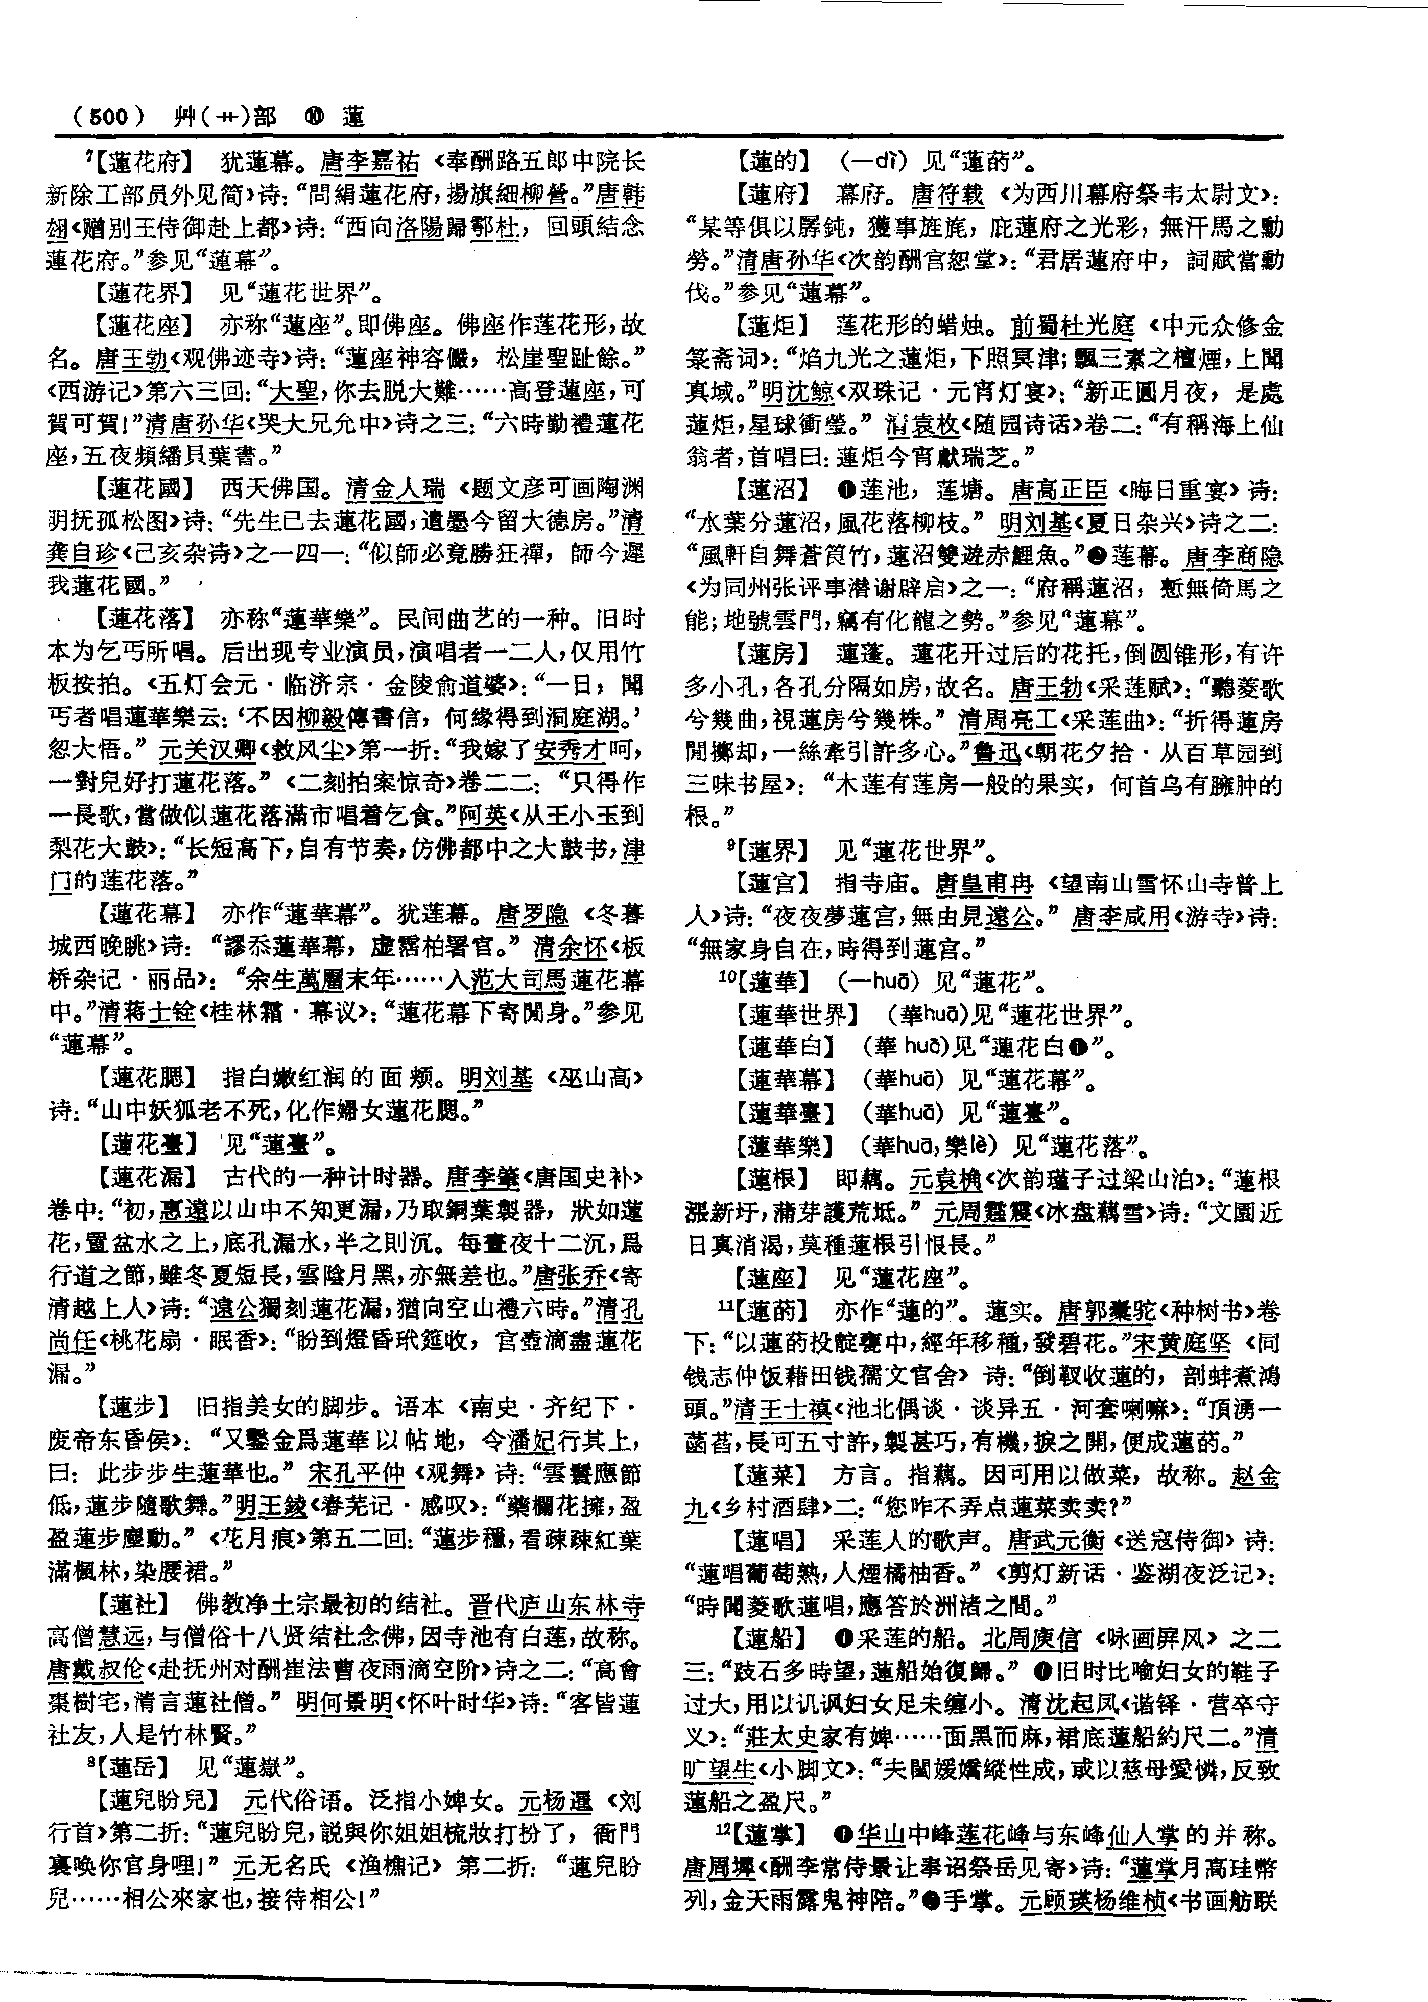 （500） 艸(艹)部 ⑩ 蓮
⁷【蓮花府】 犹蓮幕。唐李嘉祐《奉酬路五郎中院长
新除工部员外见简》诗：“問絹蓮花府，揚旗細柳營。”唐韩
翃《赠别王侍御赴上都》诗：“西向洛陽歸鄠杜，回頭結念
蓮花府。”参见“蓮幕”。
【蓮花界】 见“蓮花世界”。
【蓮花座】 亦称“蓮座”。即佛座。佛座作莲花形，故
名。唐王勃《观佛迹寺》诗：“蓮座神容儼，松崖聖趾餘。”
《西游记》第六三回：“大聖，你去脱大難……高登蓮座，可
賀可賀！”清唐孙华《哭大兄允中》诗之三：“六時勤禮蓮花
座，五夜頻繙貝葉書。”
【蓮花國】 西天佛国。清金人瑞《题文彦可画陶渊
明抚孤松图》诗：“先生已去蓮花國，遺墨今留大德房。”清
龚自珍《己亥杂诗》之一四一：“似師必竟勝狂禪，師今遲
我蓮花國。”
【蓮花落】 亦称“蓮華樂”。民间曲艺的一种。旧时
本为乞丐所唱。后出现专业演员，演唱者一二人，仅用竹
板按拍。《五灯会元·临济宗·金陵俞道婆》：“一日，聞
丐者唱蓮華樂云：‘不因柳毅傳書信，何緣得到洞庭湖。’
忽大悟。”元关汉卿《救风尘》第一折：“我嫁了安秀才呵，
一對兒好打蓮花落。”《二刻拍案惊奇》卷二二：“只得作
一長歌，當做似蓮花落滿市唱着乞食。”阿英《从王小玉到
梨花大鼓》：“长短高下，自有节奏，仿佛都中之大鼓书，津
门的莲花落。”
【蓮花幕】 亦作“蓮華幕”。犹莲幕。唐罗隐《冬暮
城西晚眺》诗：“謬忝蓮華幕，虚霑柏署官。”清余怀《板
桥杂记·丽品》：“余生萬曆末年……入范大司馬蓮花幕
中。”清蒋士铨《桂林霜·幕议》：“蓮花幕下寄閒身。”参见
“蓮幕”。
【蓮花腮】 指白嫩红润的面颊。明刘基《巫山高》
诗：“山中妖狐老不死，化作婦女蓮花腮。”
【蓮花臺】 见“蓮臺”。
【蓮花漏】 古代的一种计时器。唐李肇《唐国史补》
卷中：“初，惠遠以山中不知更漏，乃取銅葉製器，狀如蓮
花，置盆水之上，底孔漏水，半之則沉。每晝夜十二沉，爲
行道之節，雖冬夏短長，雲陰月黑，亦無差也。”唐张乔《寄
清越上人》诗：“遠公獨刻蓮花漏，猶向空山禮六時。”清孔
尚任《桃花扇·眠香》：“盼到燈昏玳筵收，宫壺滴盡蓮花
漏。”
【蓮步】 旧指美女的脚步。语本《南史·齐纪下·
废帝东昏侯》：“又鑿金爲蓮華以帖地，令潘妃行其上，
曰：此步步生蓮華也。”宋孔平仲《观舞》诗：“雲鬟應節
低，蓮步隨歌舞。”明王錂《春芜记·感叹》：“藥欄花擁，盈
盈蓮步塵動。”《花月痕》第五二回：“蓮步穩，看疎疎紅葉
滿楓林，染腰裙。”
【蓮社】 佛教净土宗最初的结社。晋代庐山东林寺
高僧慧远，与僧俗十八贤结社念佛，因寺池有白莲，故称。
唐戴叔伦《赴抚州对酬崔法曹夜雨滴空阶》诗之二：“高會
棗樹宅，清言蓮社僧。”明何景明《怀叶时华》诗：“客皆蓮
社友，人是竹林賢。”
⁸【蓮岳】 见“蓮嶽”。
【蓮兒盼兒】 元代俗语。泛指小婢女。元杨暹《刘
行首》第二折：“蓮兒盼兒，説與你姐姐梳妝打扮了，衙門
裏唤你官身哩！”元无名氏《渔樵记》第二折：“蓮兒盼
兒……相公來家也，接待相公！”
【蓮的】 （—dì）见“蓮菂”。
【蓮府】 幕府。唐符载《为西川幕府祭韦太尉文》：
“某等俱以孱鈍，獲事旌旄，庇蓮府之光彩，無汗馬之勤
勞。”清唐孙华《次韵酬宫恕堂》：“君居蓮府中，詞賦當勳
伐。”参见“蓮幕”。
【蓮炬】 莲花形的蜡烛。前蜀杜光庭《中元众修金
箓斋词》：“焰九光之蓮炬，下照冥津；飄三素之檀煙，上聞
真域。”明沈鲸《双珠记·元宵灯宴》：“新正圓月夜，是處
蓮炬，星球衝瑩。”清袁枚《随园诗话》卷二：“有稱海上仙
翁者，首唱曰：蓮炬今宵獻瑞芝。”
【蓮沼】 ❶莲池，莲塘。唐高正臣《晦日重宴》诗：
“水葉分蓮沼，風花落柳枝。”明刘基《夏日杂兴》诗之二：
“風軒自舞蒼筤竹，蓮沼雙遊赤鯉魚。”❷莲幕。唐李商隐
《为同州张评事潜谢辟启》之一：“府稱蓮沼，慙無倚馬之
能；地號雲門，竊有化龍之勢。”参见“蓮幕”。
【蓮房】 蓮蓬。蓮花开过后的花托，倒圆锥形，有许
多小孔，各孔分隔如房，故名。唐王勃《采莲赋》：“聽菱歌
兮幾曲，視蓮房兮幾株。”清周亮工《采莲曲》：“折得蓮房
閒擲却，一絲牽引許多心。”鲁迅《朝花夕拾·从百草园到
三味书屋》：“木莲有莲房一般的果实，何首乌有臃肿的
根。”
⁹【蓮界】 见“蓮花世界”。
【蓮宫】 指寺庙。唐皇甫冉《望南山雪怀山寺普上
人》诗：“夜夜夢蓮宫，無由見遠公。”唐李咸用《游寺》诗：
“無家身自在，時得到蓮宫。”
¹⁰【蓮華】 （—huā）见“蓮花”。
【蓮華世界】 （華huā）见“蓮花世界”。
【蓮華白】 （華huā）见“蓮花白❶”。
【蓮華幕】 （華huā）见“蓮花幕”。
【蓮華臺】 （華huā）见“蓮臺”。
【蓮華樂】 （華huā，樂lè）见“蓮花落”。
【蓮根】 即藕。元袁桷《次韵瑾子过梁山泊》：“蓮根
漲新圩，蒲芽護荒坻。”元周霆震《冰盘藕雪》诗：“文園近
日真消渴，莫種蓮根引恨長。”
【蓮座】 见“蓮花座”。
¹¹【蓮菂】 亦作“蓮的”。蓮实。唐郭橐驼《种树书》卷
下：“以蓮菂投靛甕中，經年移種，發碧花。”宋黄庭坚《同
钱志仲饭藉田钱孺文官舍》诗：“倒䩞收蓮的，剖蚌煮鴻
頭。”清王士禛《池北偶谈·谈异五·河套喇嘛》：“頂湧一
菡萏，長可五寸許，製甚巧，有機，捩之開，便成蓮菂。”
【蓮菜】 方言。指藕。因可用以做菜，故称。赵金
九《乡村酒肆》二：“您咋不弄点蓮菜卖卖？”
【蓮唱】 采莲人的歌声。唐武元衡《送寇侍御》诗：
“蓮唱葡萄熟，人煙橘柚香。”《剪灯新话·鉴湖夜泛记》：
“時聞菱歌蓮唱，應答於洲渚之間。”
【蓮船】 ❶采莲的船。北周庾信《咏画屏风》之二
三：“跂石多時望，蓮船始復歸。”❷旧时比喻妇女的鞋子
过大，用以讥讽妇女足未缠小。清沈起凤《谐铎·营卒守
义》：“莊太史家有婢……面黑而麻，裙底蓮船約尺二。”清
旷望生《小脚文》：“夫閨媛嬌縱性成，或以慈母愛憐，反致
蓮船之盈尺。”
¹²【蓮掌】 ❶华山中峰莲花峰与东峰仙人掌的并称。
唐周墀《酬李常侍景让奉诏祭岳见寄》诗：“蓮掌月高珪幣
列，金天雨露鬼神陪。”❷手掌。元顾瑛杨维桢《书画舫联